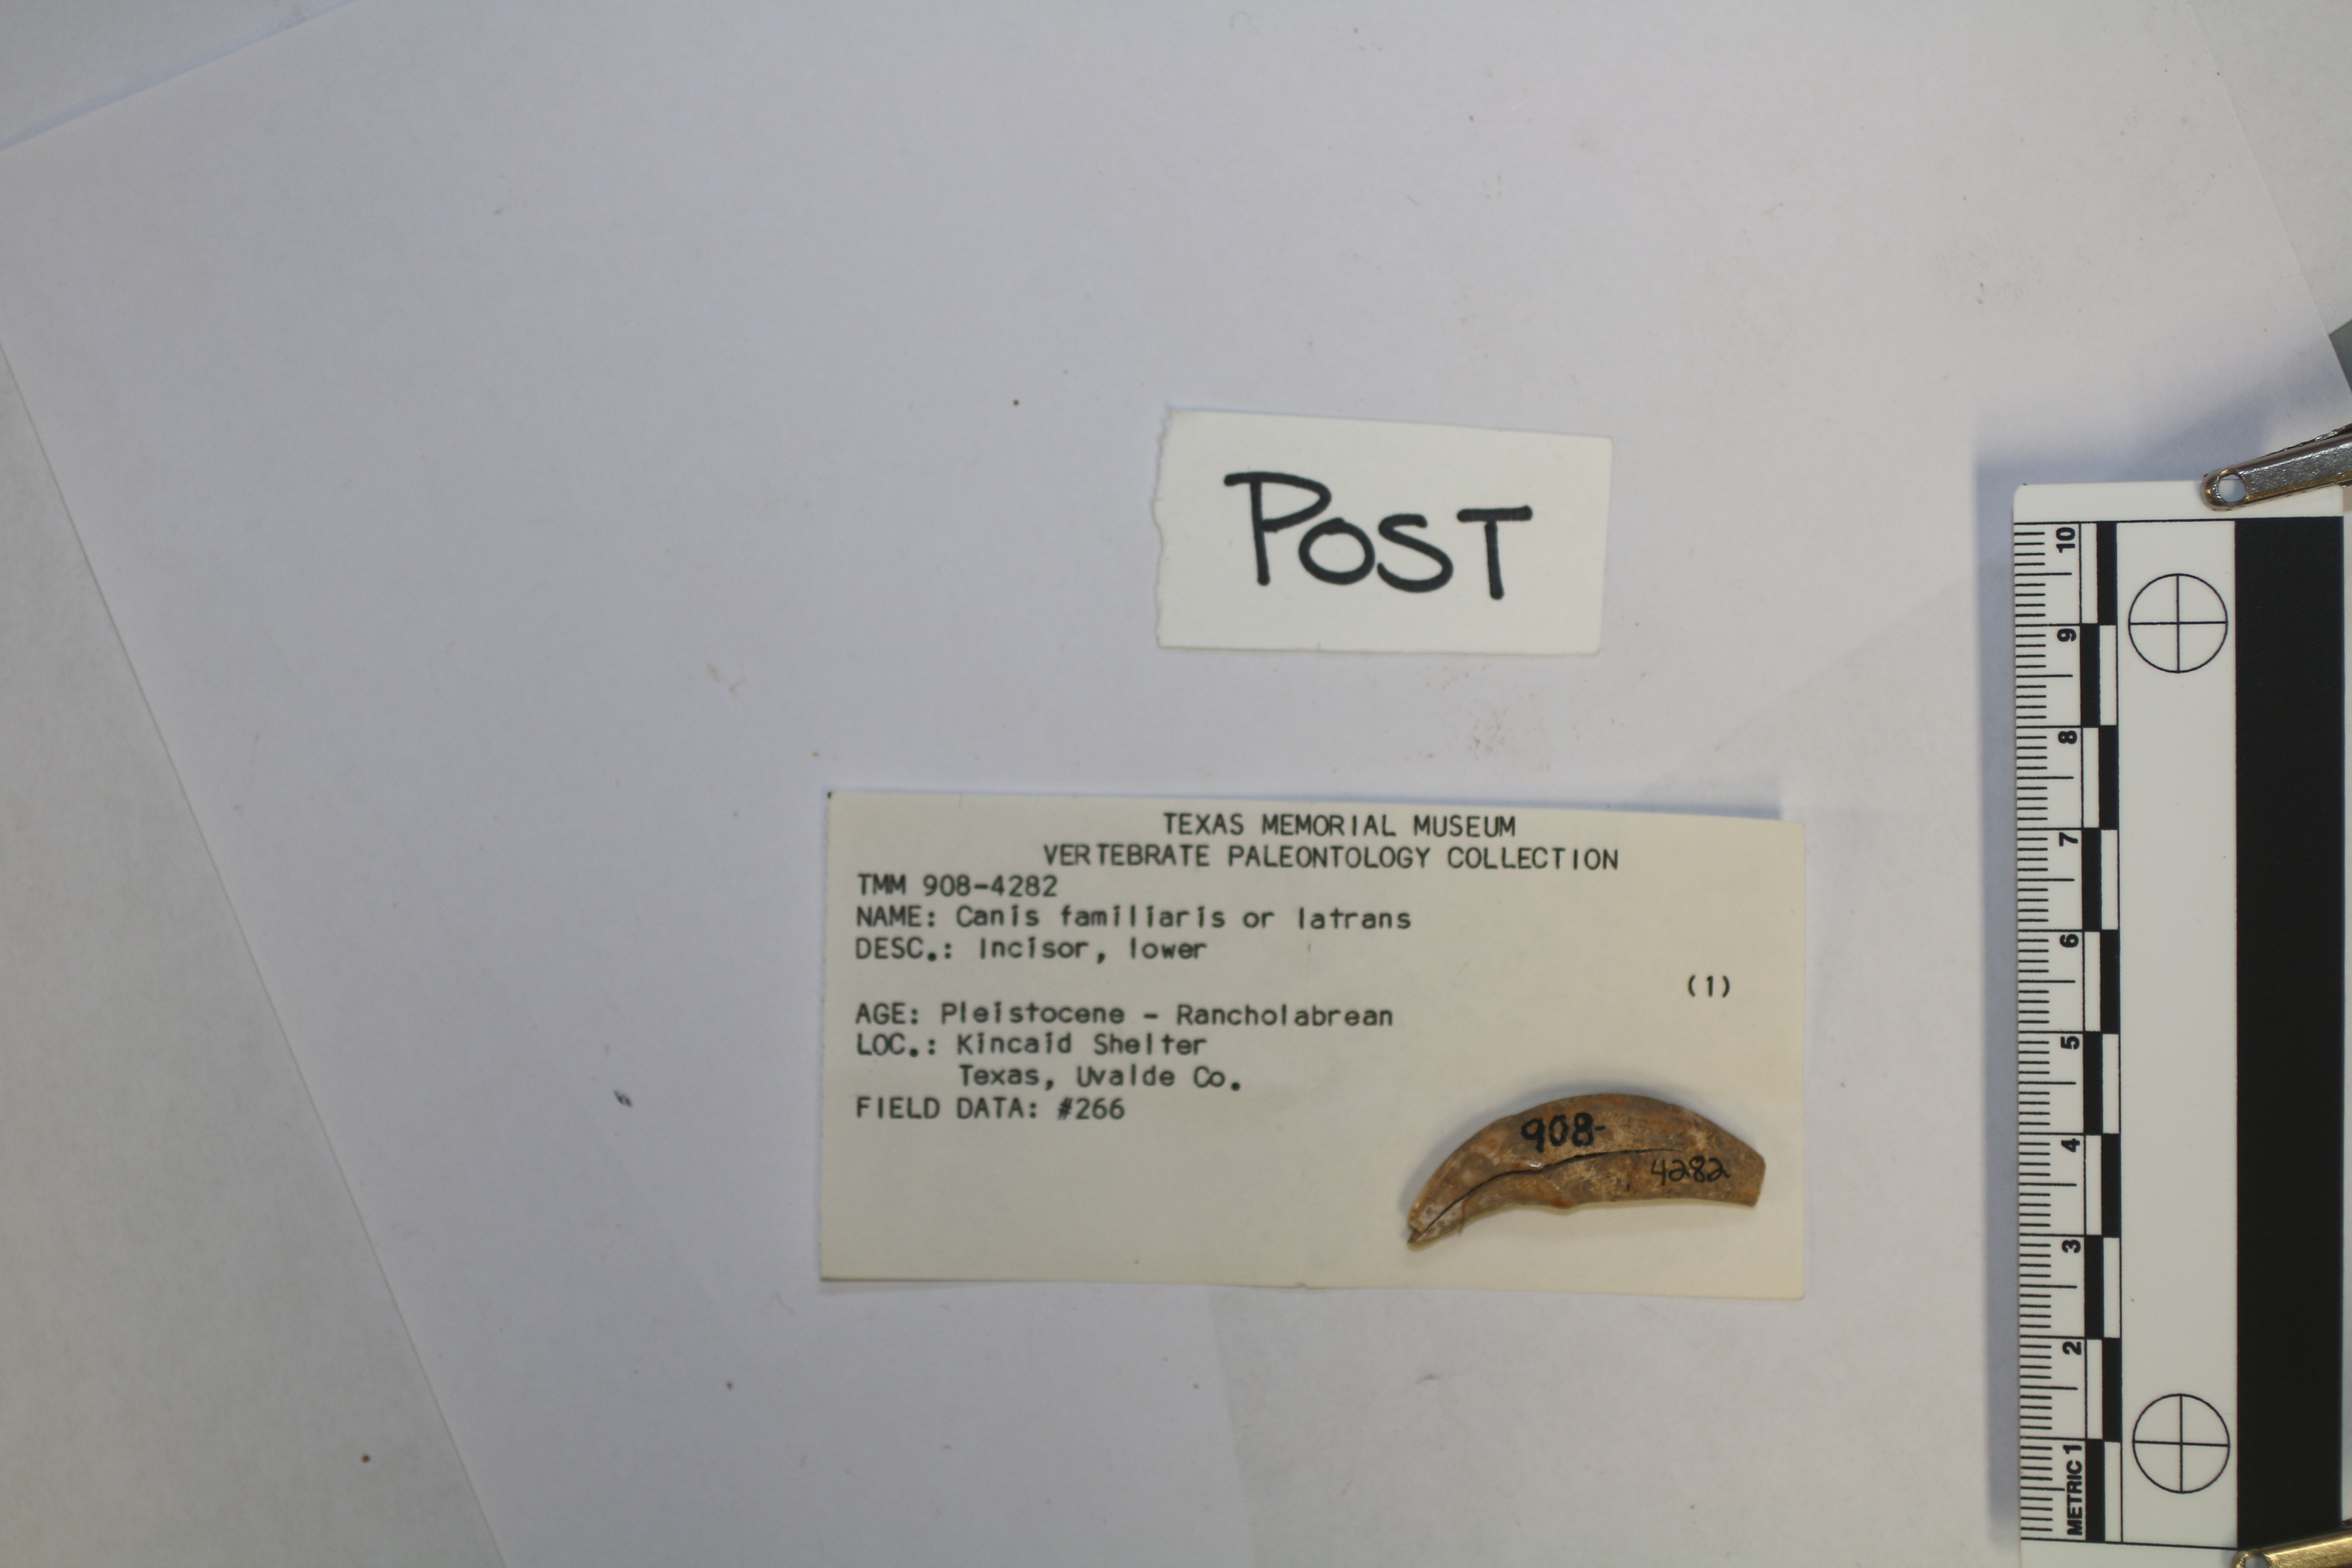 TEXAS MEMORIAL MUSEUM
VERTEBRATE PALEONTOLOGY COLLECTION
TMM 908-4282
NAME: Canis familiaris or latrans
DESC.: Incisor, lower
(1)
AGE: Pleistocene - Rancholabrean
LOC.: Kincaid Shelter
Texas, Uvalde Co.
FIELD DATA: #266
908-
4282
POST
METRIC 1 2 3 4 5 6 7 8 9 10